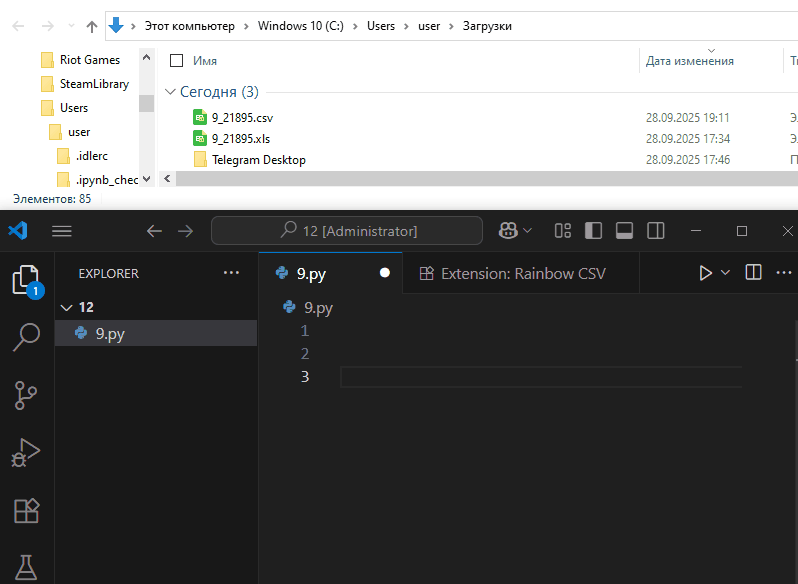 Этот компьютер > Windows 10 (C:) > Users > user > Загрузки
Riot Games
SteamLibrary
Users
user
.idlerc
.ipynb_chec
Имя
Дата изменения
Т
Сегодня (3)
9_21895.csv
28.09.2025 19:11
Э
9_21895.xls
28.09.2025 17:34
Э
Telegram Desktop
28.09.2025 17:46
П
Элементов: 85
12 [Administrator]
1
EXPLORER
12
9.py
9.py
Extension: Rainbow CSV
9.py
1
2
3